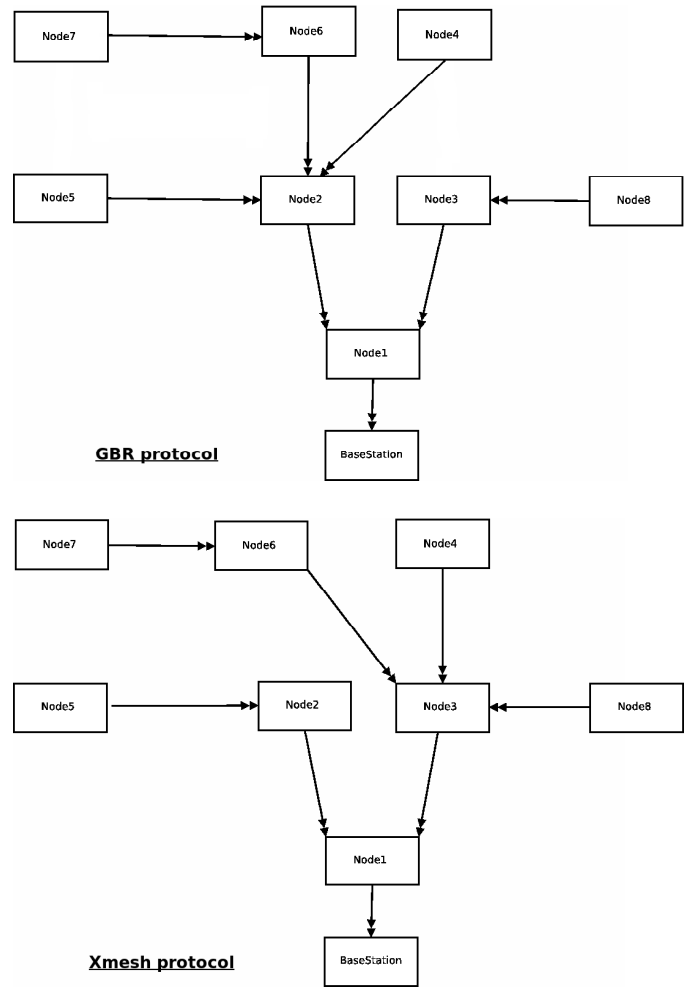 Node7
Node6
Node4
Node5
Node2
Node3
Node8
Node1
BaseStation
GBR protocol
Node7
Node6
Node4
Node5
Node2
Node3
Node8
Node1
BaseStation
Xmesh protocol